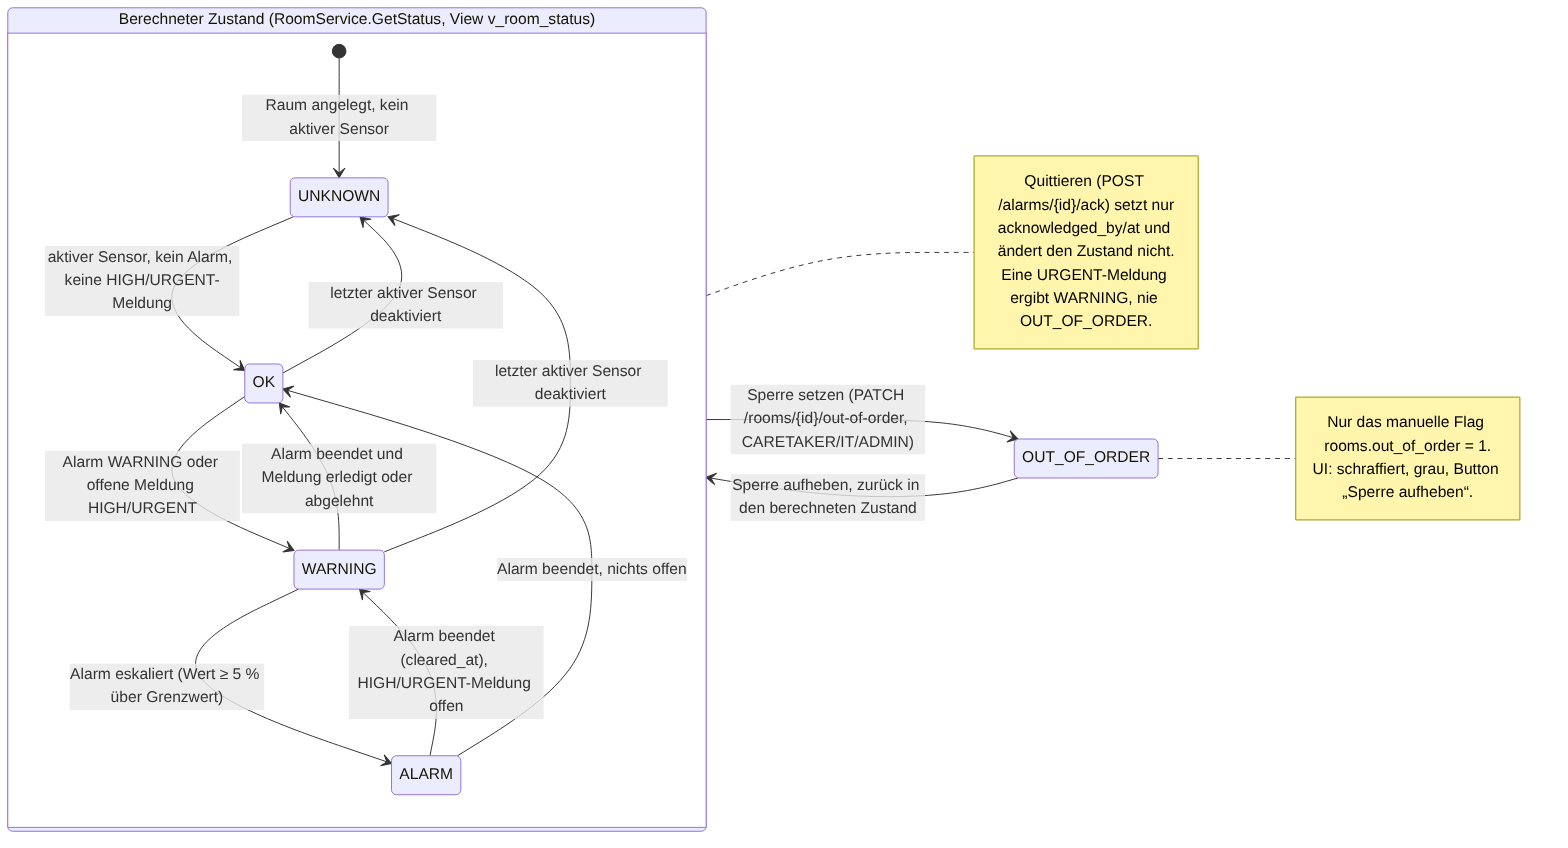 Berechneter Zustand (RoomService.GetStatus, View v_room_status)
Raum angelegt, kein
aktiver Sensor
UNKNOWN
aktiver Sensor, kein Alarm,
keine HIGH/URGENT-
Meldung
letzter aktiver Sensor
deaktiviert
letzter aktiver Sensor
deaktiviert
OK
Alarm WARNING oder
offene Meldung
HIGH/URGENT
Alarm beendet und
Meldung erledigt oder
abgelehnt
WARNING
Alarm beendet, nichts offen
Alarm eskaliert (Wert ≥ 5 %
über Grenzwert)
Alarm beendet
(cleared_at),
HIGH/URGENT-Meldung
offen
ALARM
Quittieren (POST
/alarms/{id}/ack) setzt nur
acknowledged_by/at und
ändert den Zustand nicht.
Eine URGENT-Meldung
ergibt WARNING, nie
OUT_OF_ORDER.
Sperre setzen (PATCH
/rooms/{id}/out-of-order,
CARETAKER/IT/ADMIN)
OUT_OF_ORDER
Sperre aufheben, zurück in
den berechneten Zustand
Nur das manuelle Flag
rooms.out_of_order = 1.
UI: schraffiert, grau, Button
„Sperre aufheben“.